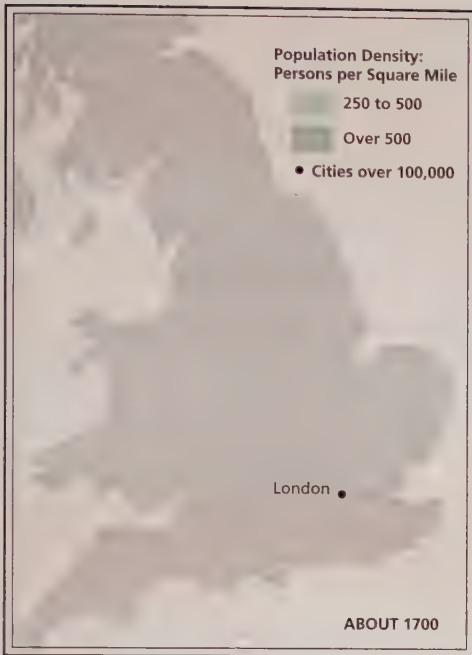 Population Density:
Persons per Square Mile
250 to 500
Over 500
Cities over 100,000
London
ABOUT 1700